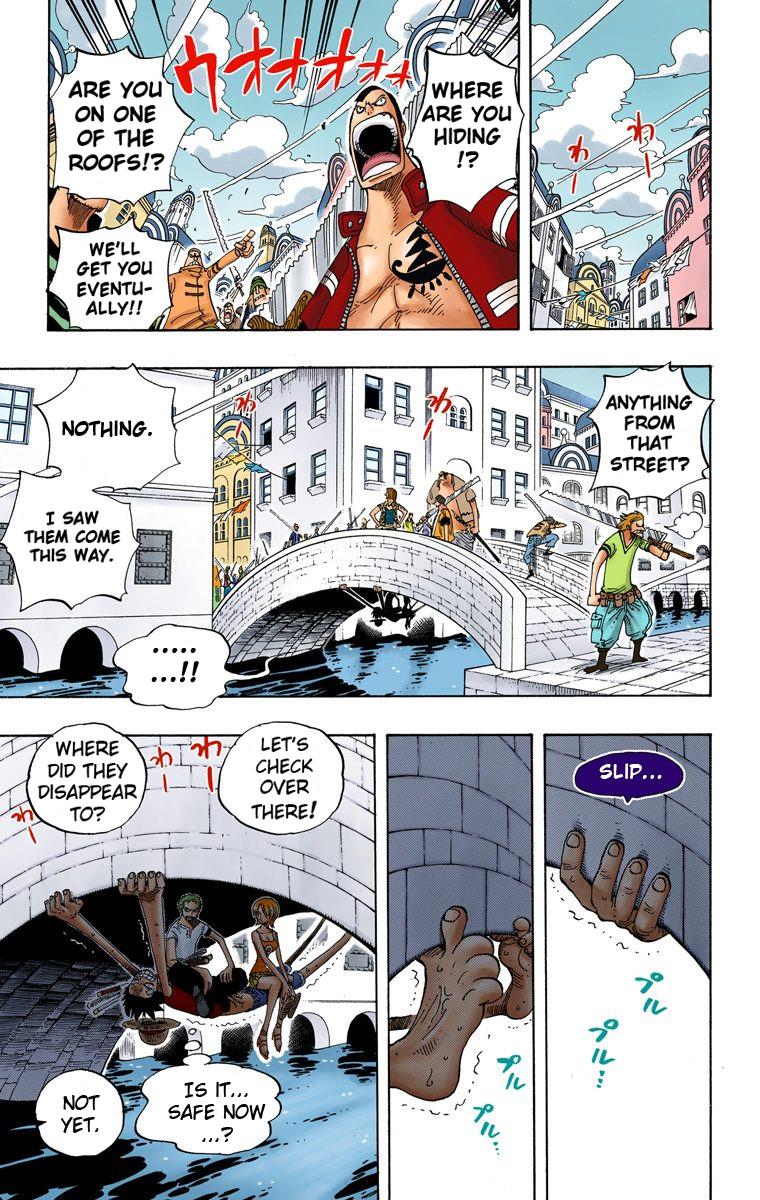 わー
わー
WHERE
ARE YOU
HIDING
!?
ウオオオオオオ
ARE YOU
ON ONE
OF THE
ROOFS!?
WE'LL
GET YOU
EVENTU-
ALLY!!
ANYTHING
FROM
THAT
STREET?
わー
わー
NOTHING.
I SAW
THEM COME
THIS WAY.
.....
...!!
LET'S
CHECK
OVER
THERE!
わー
わー
WHERE
DID THEY
DISAPPEAR
TO?
わー
IS IT...
SAFE NOW
...?
NOT
YET.
SLIP...
プル
プル...
プル
プル...